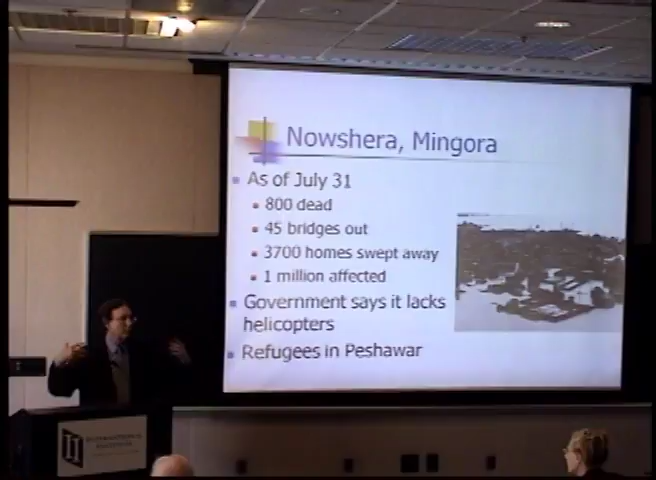 Nowshera, Mingora
As of July 31
800 dead
45 bridges out
3700 homes swept away
1 million affected
Government says it lacks
helicopters
Refugees in Peshawar